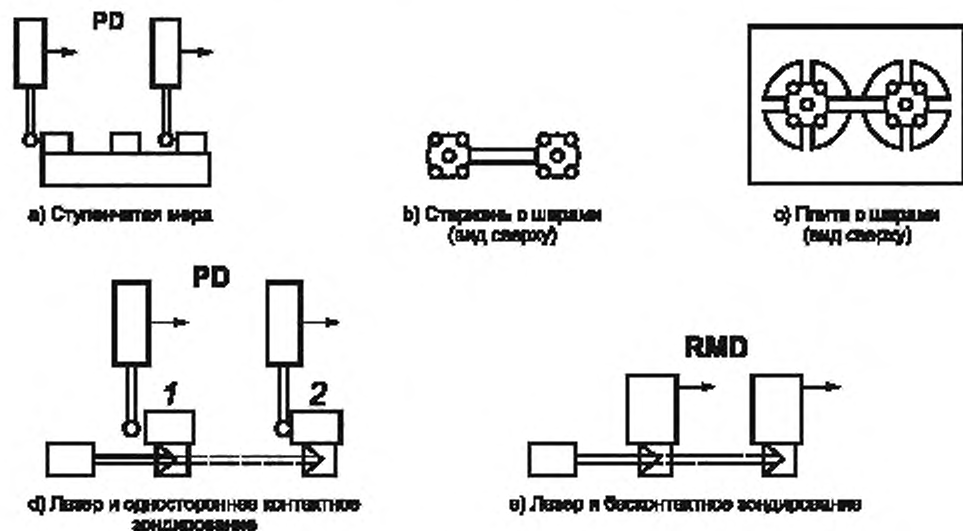 PD
a) Ступенчатая мера
b) Стержень с шарами
(вид сверху)
c) Плита с шарами
(вид сверху)
PD
1
2
d) Лазер и одностороннее контактное
зондирование
RMD
e) Лазер и бесконтактное зондирование